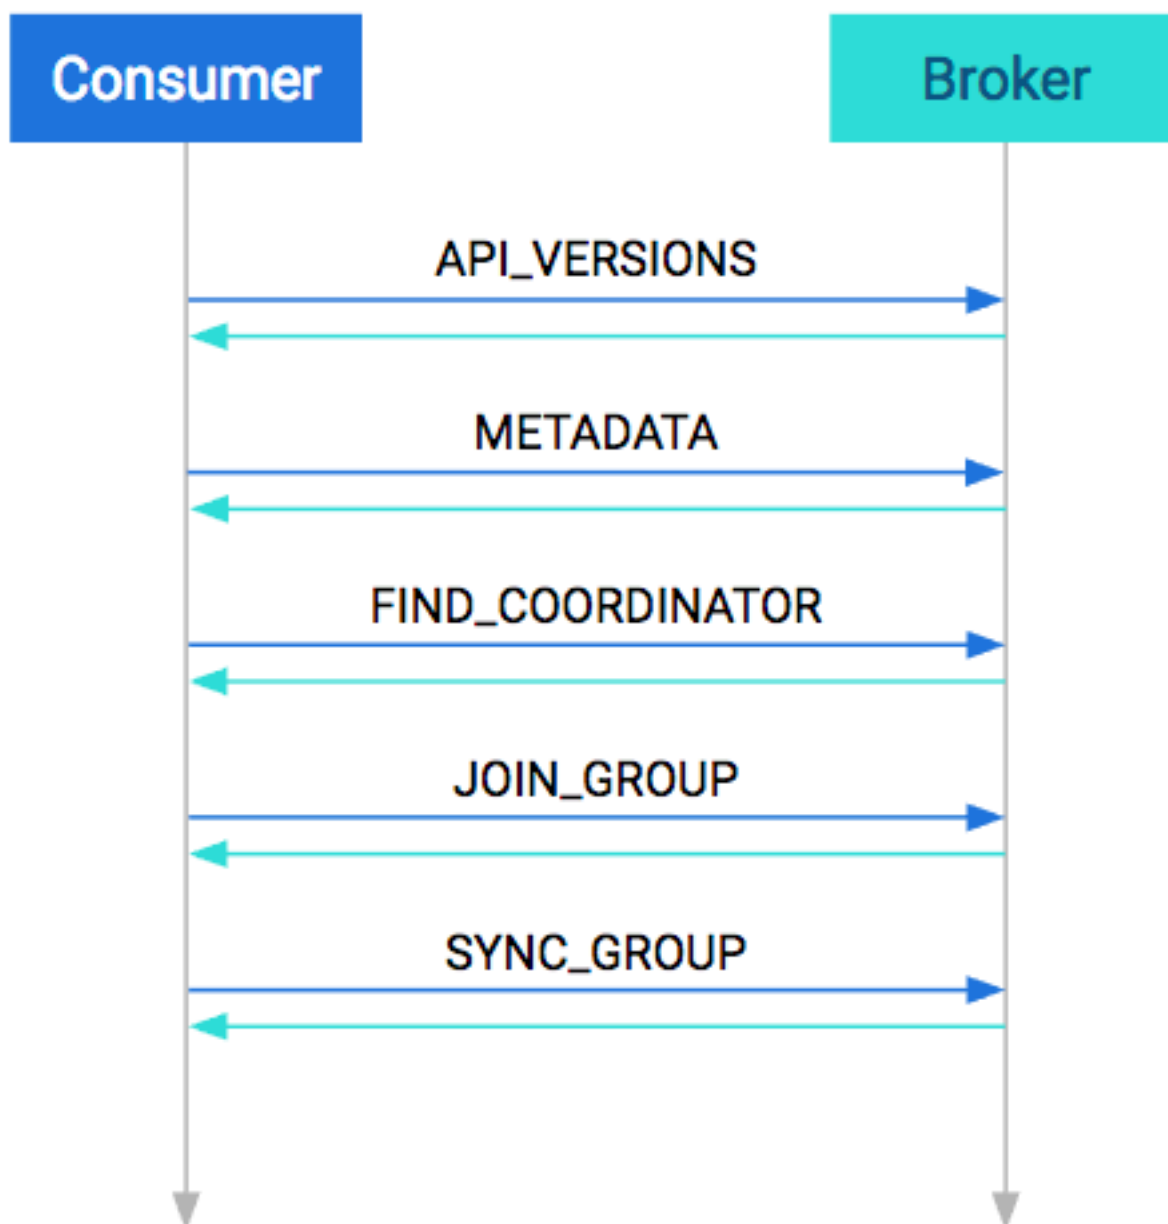 Consumer
Broker
API_VERSIONS
METADATA
FIND_COORDINATOR
JOIN_GROUP
SYNC_GROUP